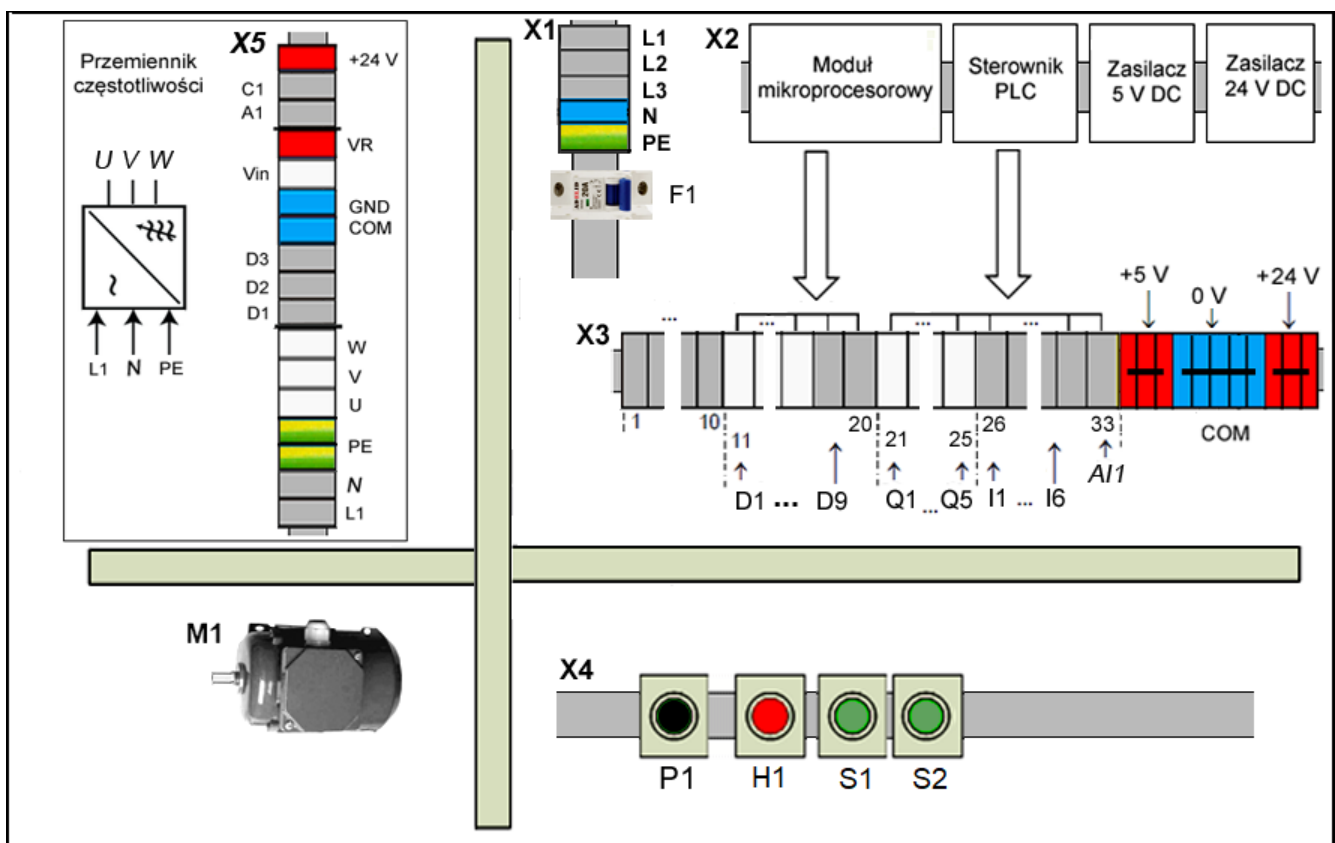 Przemiennik
częstotliwości
U V W
L1 N PE
X5
+24 V
C1
A1
VR
Vin
GND
COM
D3
D2
D1
W
V
U
PE
N
L1
X1
L1
L2
L3
N
PE
20A
F1
X2
Moduł
mikroprocesorowy
Sterownik
PLC
Zasilacz
5 V DC
Zasilacz
24 V DC
X3
... ... ... ...
+5 V
0 V
+24 V
1 10 11 20 21 25 26 33
COM
D1 ... D9 Q1 ... Q5 I1 ... I6 AI1
M1
X4
P1 H1 S1 S2